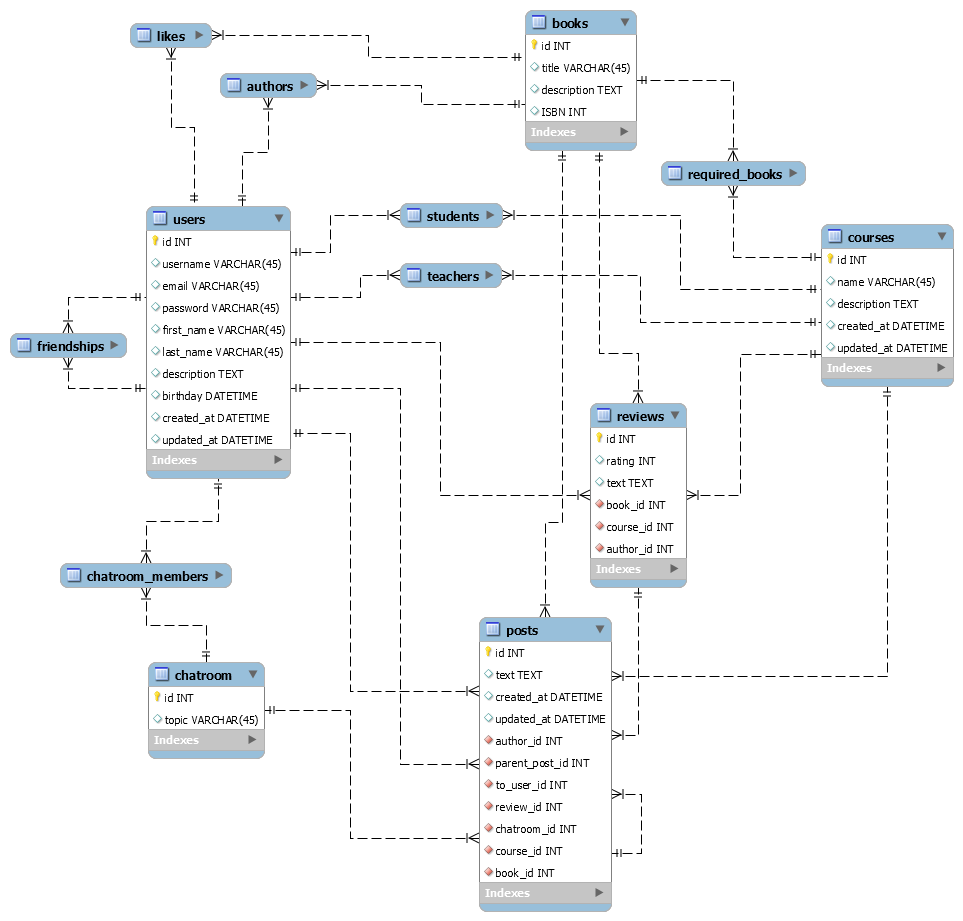 likes
authors
books
id INT
title VARCHAR(45)
description TEXT
ISBN INT
Indexes
required_books
users
id INT
username VARCHAR(45)
email VARCHAR(45)
password VARCHAR(45)
first_name VARCHAR(45)
last_name VARCHAR(45)
description TEXT
birthday DATETIME
created_at DATETIME
updated_at DATETIME
Indexes
students
teachers
courses
id INT
name VARCHAR(45)
description TEXT
created_at DATETIME
updated_at DATETIME
Indexes
friendships
reviews
id INT
rating INT
text TEXT
book_id INT
course_id INT
author_id INT
Indexes
chatroom_members
chatroom
id INT
topic VARCHAR(45)
Indexes
posts
id INT
text TEXT
created_at DATETIME
updated_at DATETIME
author_id INT
parent_post_id INT
to_user_id INT
review_id INT
chatroom_id INT
course_id INT
book_id INT
Indexes